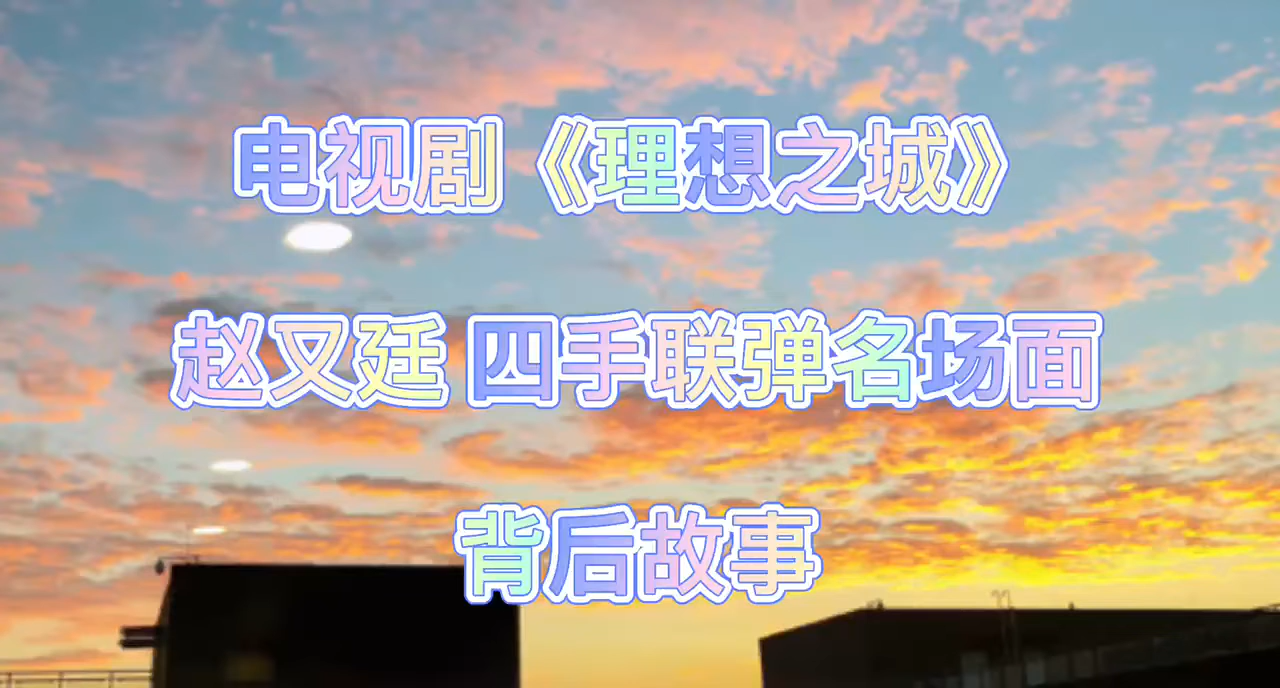 电视剧《理想之城》
赵又廷 四手联弹名场面
背后故事